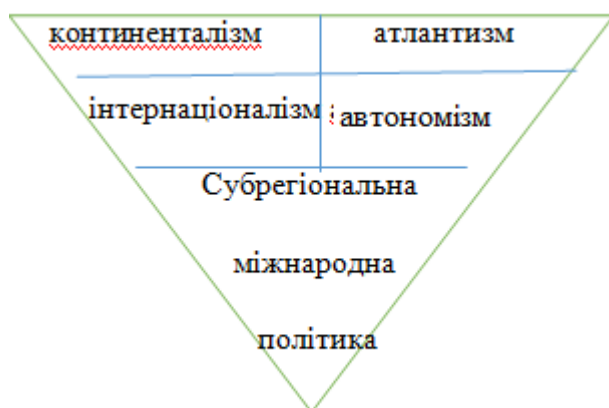 континенталізм атлантизм
інтернаціоналізм автономізм
Субрегіональна
міжнародна
політика